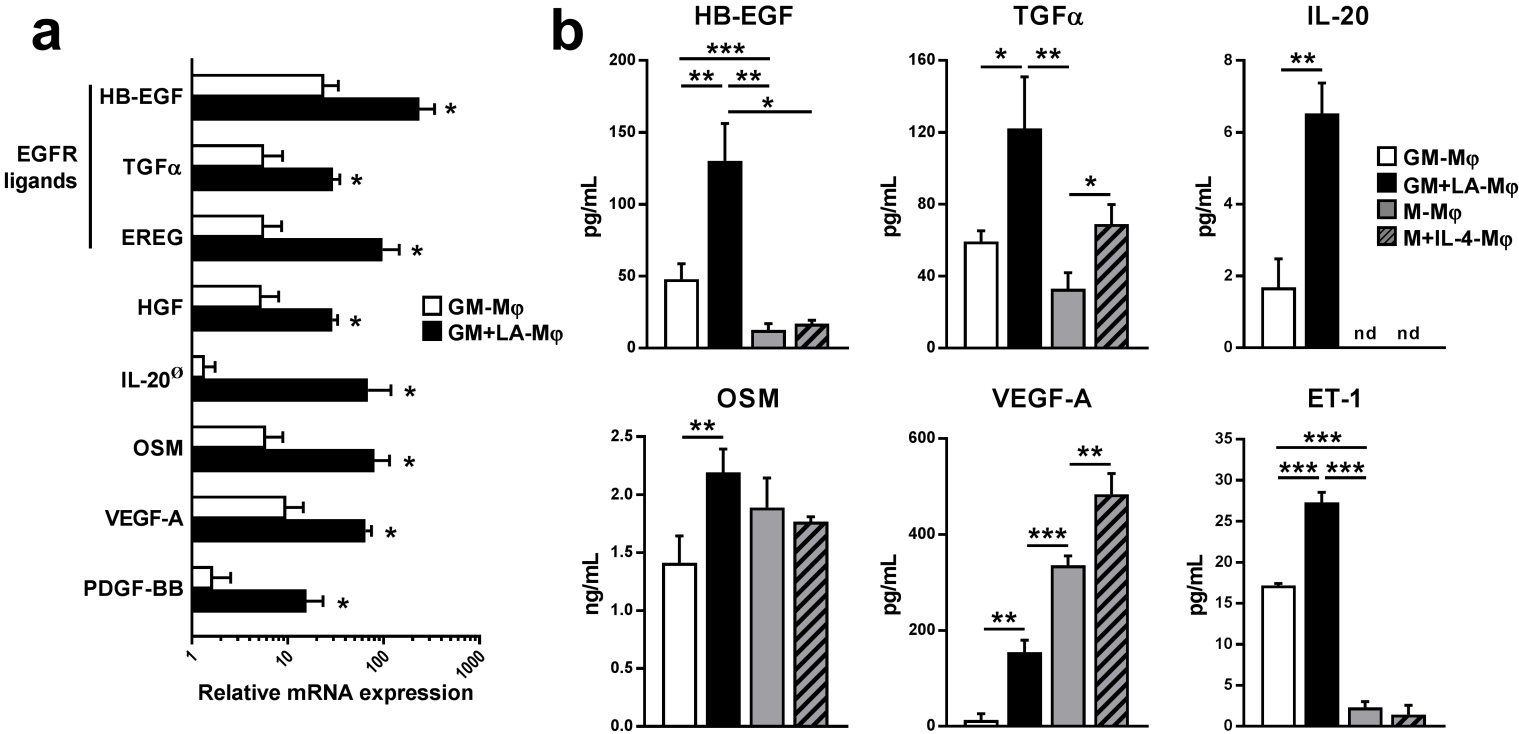 a
EGFR
ligands
HB-EGF
*
TGFα
*
EREG
*
HGF
*
IL-20Ø
*
OSM
*
VEGF-A
*
PDGF-BB
*
GM-Mφ
GM+LA-Mφ
1
10
100
1000
Relative mRNA expression
b
HB-EGF
pg/mL
200
150
100
50
0
***
** **
*
TGFα
pg/mL
160
120
80
40
0
* **
*
IL-20
pg/mL
8
6
4
2
0
**
nd nd
GM-Mφ
GM+LA-Mφ
M-Mφ
M+IL-4-Mφ
OSM
ng/mL
2.5
2.0
1.5
1.0
0.5
0.0
**
VEGF-A
pg/mL
600
400
200
0
**
***
**
ET-1
pg/mL
35
30
25
20
15
10
5
0
***
*** ***